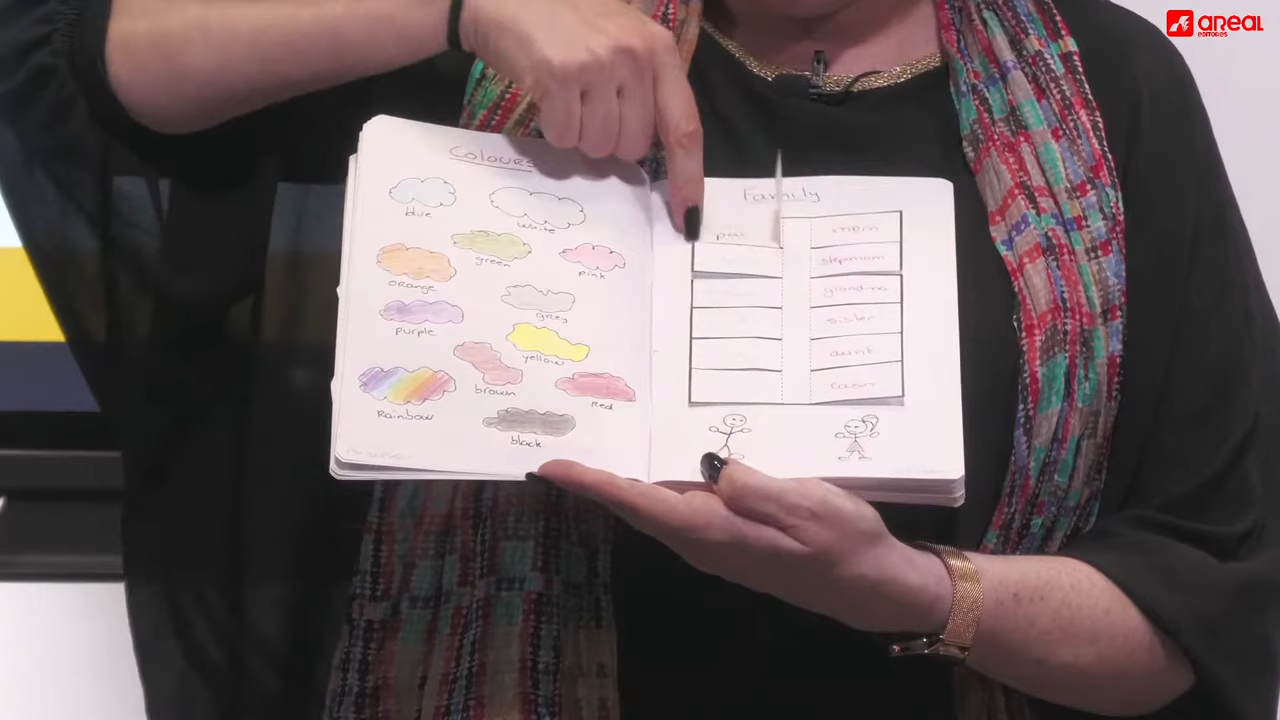 Colours
blue
white
green
pink
orange
grey
purple
yellow
brown
Red
Rainbow
black
Family
mom
stepmum
grandma
sister
aunt
cousin
AREAL
EDITORES